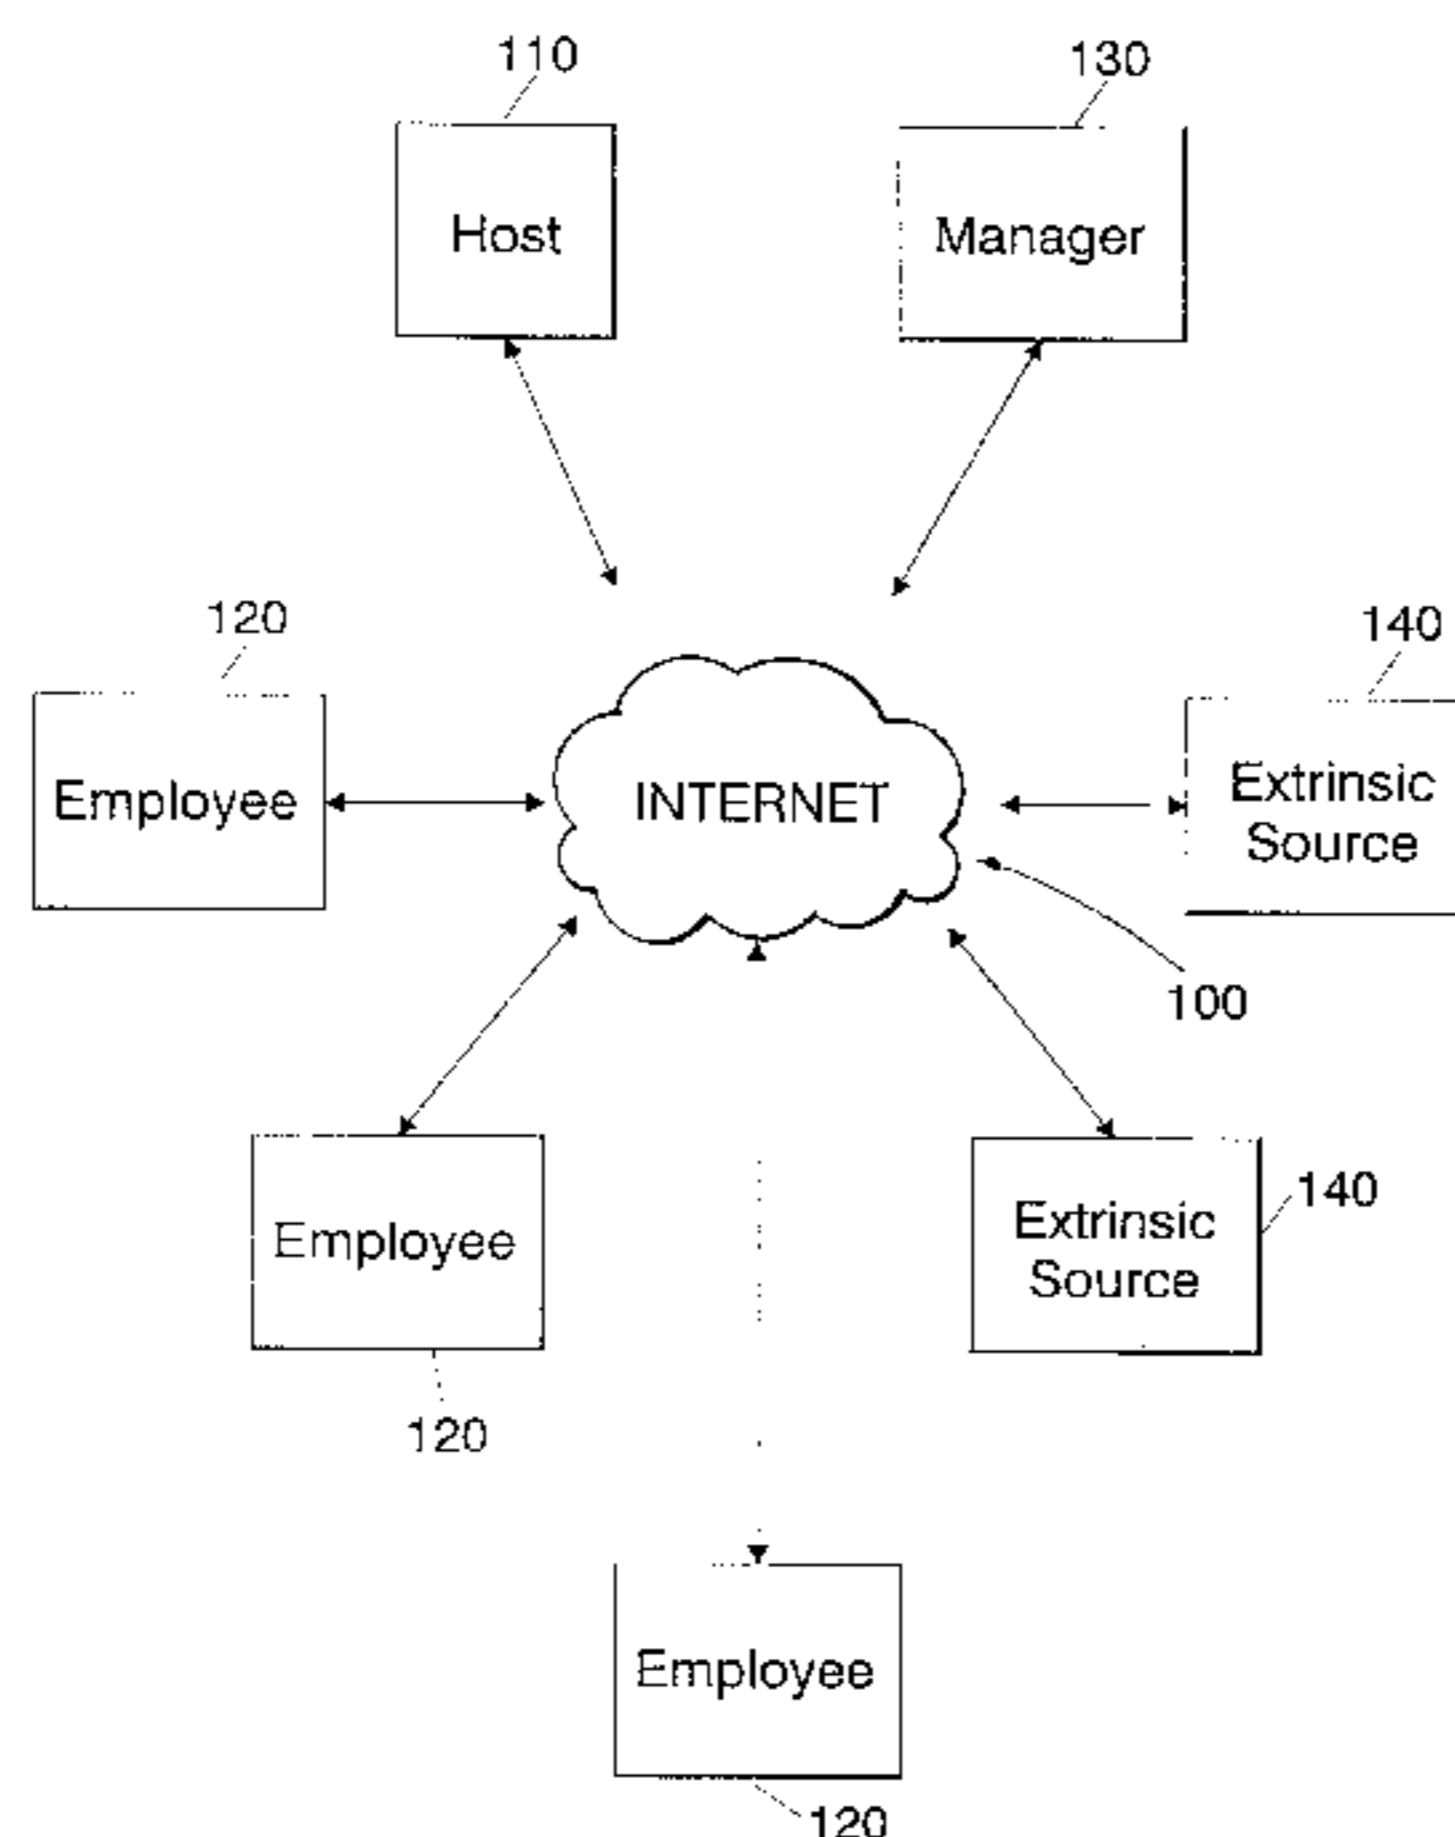 110
130
Host
Manager
120
140
Employee
INTERNET
Extrinsic
Source
100
Employee
Extrinsic
Source
140
120
Employee
120